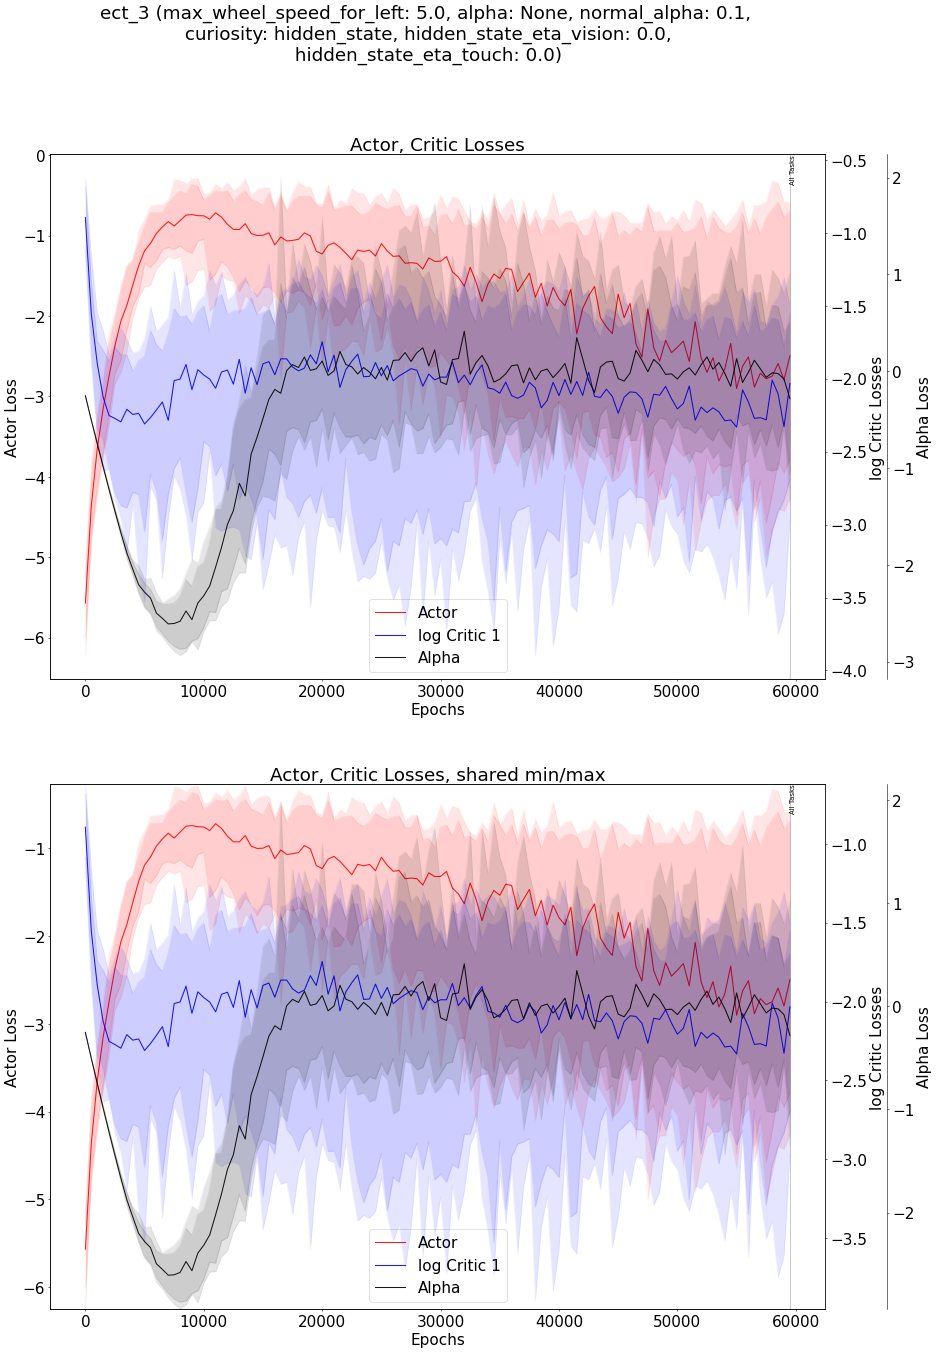 ect_3 (max_wheel_speed_for_left: 5.0, alpha: None, normal_alpha: 0.1,
curiosity: hidden_state, hidden_state_eta_vision: 0.0,
hidden_state_eta_touch: 0.0)
Actor, Critic Losses
All Tasks
0
−1
−2
−3
−4
−5
−6
Actor Loss
−0.5
−1.0
−1.5
−2.0
−2.5
−3.0
−3.5
−4.0
log Critic Losses
2
1
0
−1
−2
−3
Alpha Loss
Actor
log Critic 1
Alpha
0 10000 20000 30000 40000 50000 60000
Epochs
Actor, Critic Losses, shared min/max
All Tasks
−1
−2
−3
−4
−5
−6
Actor Loss
−1.0
−1.5
−2.0
−2.5
−3.0
−3.5
log Critic Losses
2
1
0
−1
−2
Alpha Loss
Actor
log Critic 1
Alpha
0 10000 20000 30000 40000 50000 60000
Epochs